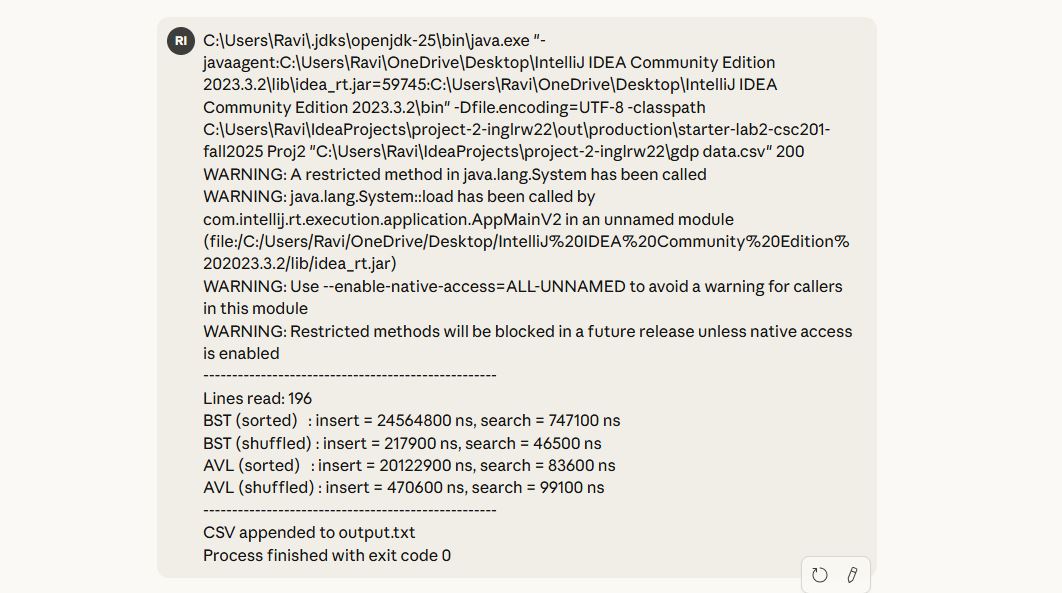 RI
C:\Users\Ravi\.jdks\openjdk-25\bin\java.exe "-
javaagent:C:\Users\Ravi\OneDrive\Desktop\IntelliJ IDEA Community Edition
2023.3.2\lib\idea_rt.jar=59745:C:\Users\Ravi\OneDrive\Desktop\IntelliJ IDEA
Community Edition 2023.3.2\bin" -Dfile.encoding=UTF-8 -classpath
C:\Users\Ravi\IdeaProjects\project-2-inglrw22\out\production\starter-lab2-csc201-
fall2025 Proj2 "C:\Users\Ravi\IdeaProjects\project-2-inglrw22\gdp data.csv" 200
WARNING: A restricted method in java.lang.System has been called
WARNING: java.lang.System::load has been called by
com.intellij.rt.execution.application.AppMainV2 in an unnamed module
(file:/C:/Users/Ravi/OneDrive/Desktop/IntelliJ%20IDEA%20Community%20Edition%
202023.3.2/lib/idea_rt.jar)
WARNING: Use --enable-native-access=ALL-UNNAMED to avoid a warning for callers
in this module
WARNING: Restricted methods will be blocked in a future release unless native access
is enabled
-------------------------------------------------
Lines read: 196
BST (sorted)   : insert = 24564800 ns, search = 747100 ns
BST (shuffled) : insert = 217900 ns, search = 46500 ns
AVL (sorted)   : insert = 20122900 ns, search = 83600 ns
AVL (shuffled) : insert = 470600 ns, search = 99100 ns
-------------------------------------------------
CSV appended to output.txt
Process finished with exit code 0